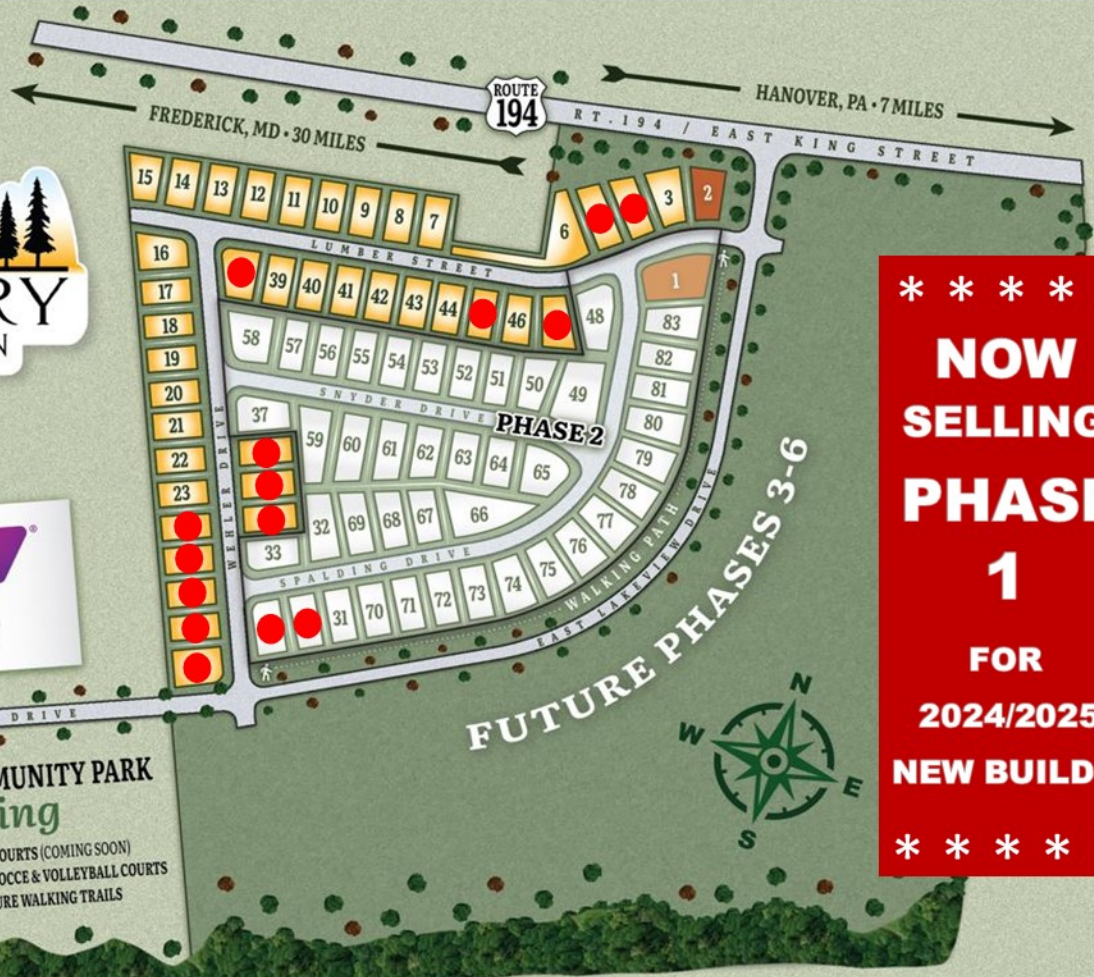 ROUTE
194
HANOVER, PA • 7 MILES
FREDERICK, MD • 30 MILES
RT. 194 / EAST KING STREET
15 14 13 12 11 10 9 8 7
6 3 2
1
LUMBER STREET
16
17
18
19
20
21
22
23
39 40 41 42 43 44 46
48
58 57 56 55 54 53 52 51 50 49
83
82
81
80
79
78
77
76
75
74
73
72
71
70
31
SNYDER DRIVE
PHASE 2
37
59 60 61 62 63 64 65
32 69 68 67 66
33
WEHLER DRIVE
SPALDING DRIVE
WALKING PATH
EAST LAKEVIEW DRIVE
FUTURE PHASES 3-6
RY
N
®
DRIVE
MUNITY PARK
ing
OURTS (COMING SOON)
OCCE & VOLLEYBALL COURTS
URE WALKING TRAILS
N
W
E
S
* * * *
NOW
SELLING
PHASE
1
FOR
2024/2025
NEW BUILD
* * * *